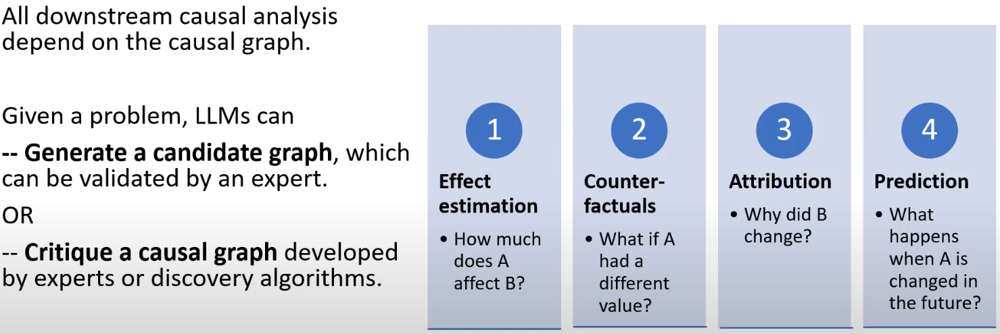 All downstream causal analysis
depend on the causal graph.
Given a problem, LLMs can
-- Generate a candidate graph, which
can be validated by an expert.
OR
-- Critique a causal graph developed
by experts or discovery algorithms.
1
Effect
estimation
• How much
does A
affect B?
2
Counter-
factuals
• What if A
had a
different
value?
3
Attribution
• Why did B
change?
4
Prediction
• What
happens
when A is
changed in
the future?